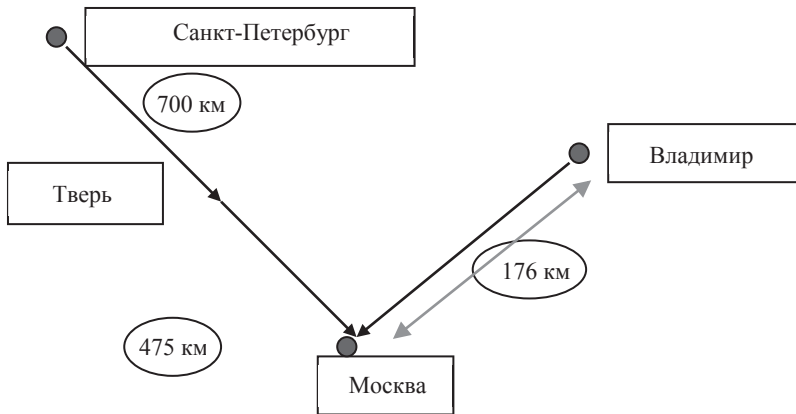 Санкт-Петербург
700 км
Владимир
Тверь
176 км
475 км
Москва